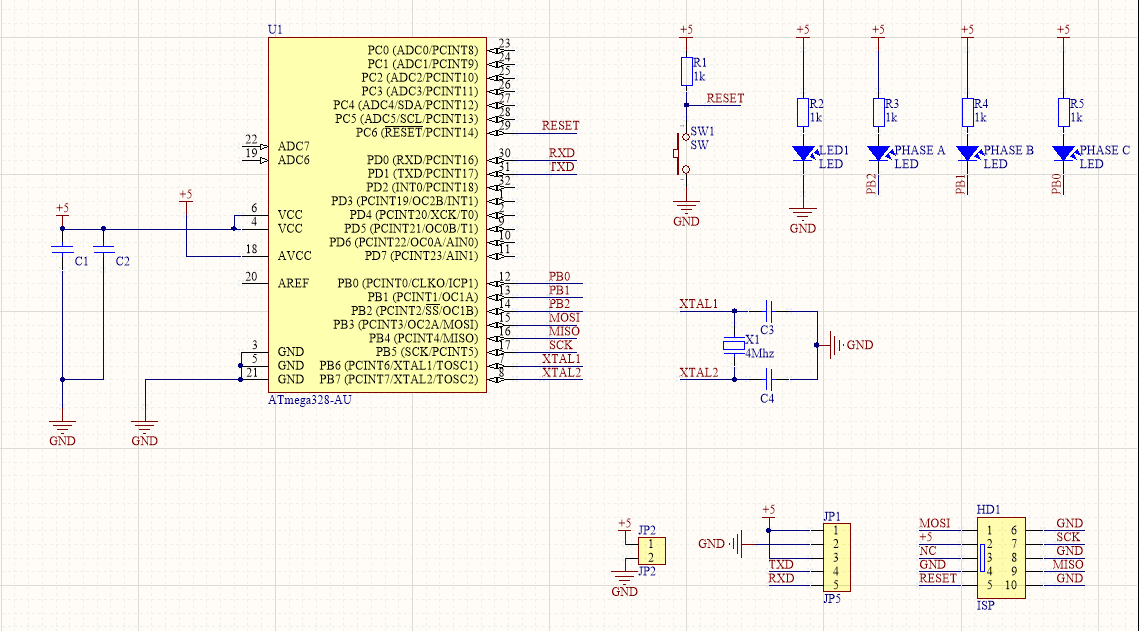 U1
PC0 (ADC0/PCINT8) 23
PC1 (ADC1/PCINT9) 24
PC2 (ADC2/PCINT10) 25
PC3 (ADC3/PCINT11) 26
PC4 (ADC4/SDA/PCINT12) 27
PC5 (ADC5/SCL/PCINT13) 28
PC6 (RESET/PCINT14) 29 RESET
22 ADC7
19 ADC6
PD0 (RXD/PCINT16) 30 RXD
PD1 (TXD/PCINT17) 31 TXD
PD2 (INT0/PCINT18) 32
PD3 (PCINT19/OC2B/INT1) 1
PD4 (PCINT20/XCK/T0) 2
PD5 (PCINT21/OC0B/T1) 9
PD6 (PCINT22/OC0A/AIN0) 10
PD7 (PCINT23/AIN1) 11
+5
+5
6 VCC
4 VCC
18 AVCC
20 AREF
C1
C2
PB0 (PCINT0/CLKO/ICP1) 12 PB0
PB1 (PCINT1/OC1A) 13 PB1
PB2 (PCINT2/SS/OC1B) 14 PB2
PB3 (PCINT3/OC2A/MOSI) 15 MOSI
PB4 (PCINT4/MISO) 16 MISO
PB5 (SCK/PCINT5) 17 SCK
PB6 (PCINT6/XTAL1/TOSC1) XTAL1
PB7 (PCINT7/XTAL2/TOSC2) 8 XTAL2
3 GND
5 GND
21 GND
ATmega328-AU
GND
GND
+5
R1
1k
RESET
SW1
SW
GND
+5
R2
1k
LED1
LED
GND
+5
R3
1k
PHASE A
LED
PB2
+5
R4
1k
PHASE B
LED
PB1
+5
R5
1k
PHASE C
LED
PB0
XTAL1
C3
X1
4Mhz
GND
XTAL2
C4
+5
JP2
1
2
JP2
GND
+5
JP1
1
GND 2
3
TXD 4
RXD 5
JP5
HD1
MOSI 1 6 GND
+5 2 7 SCK
NC 3 8 GND
GND 4 9 MISO
RESET 5 10 GND
ISP